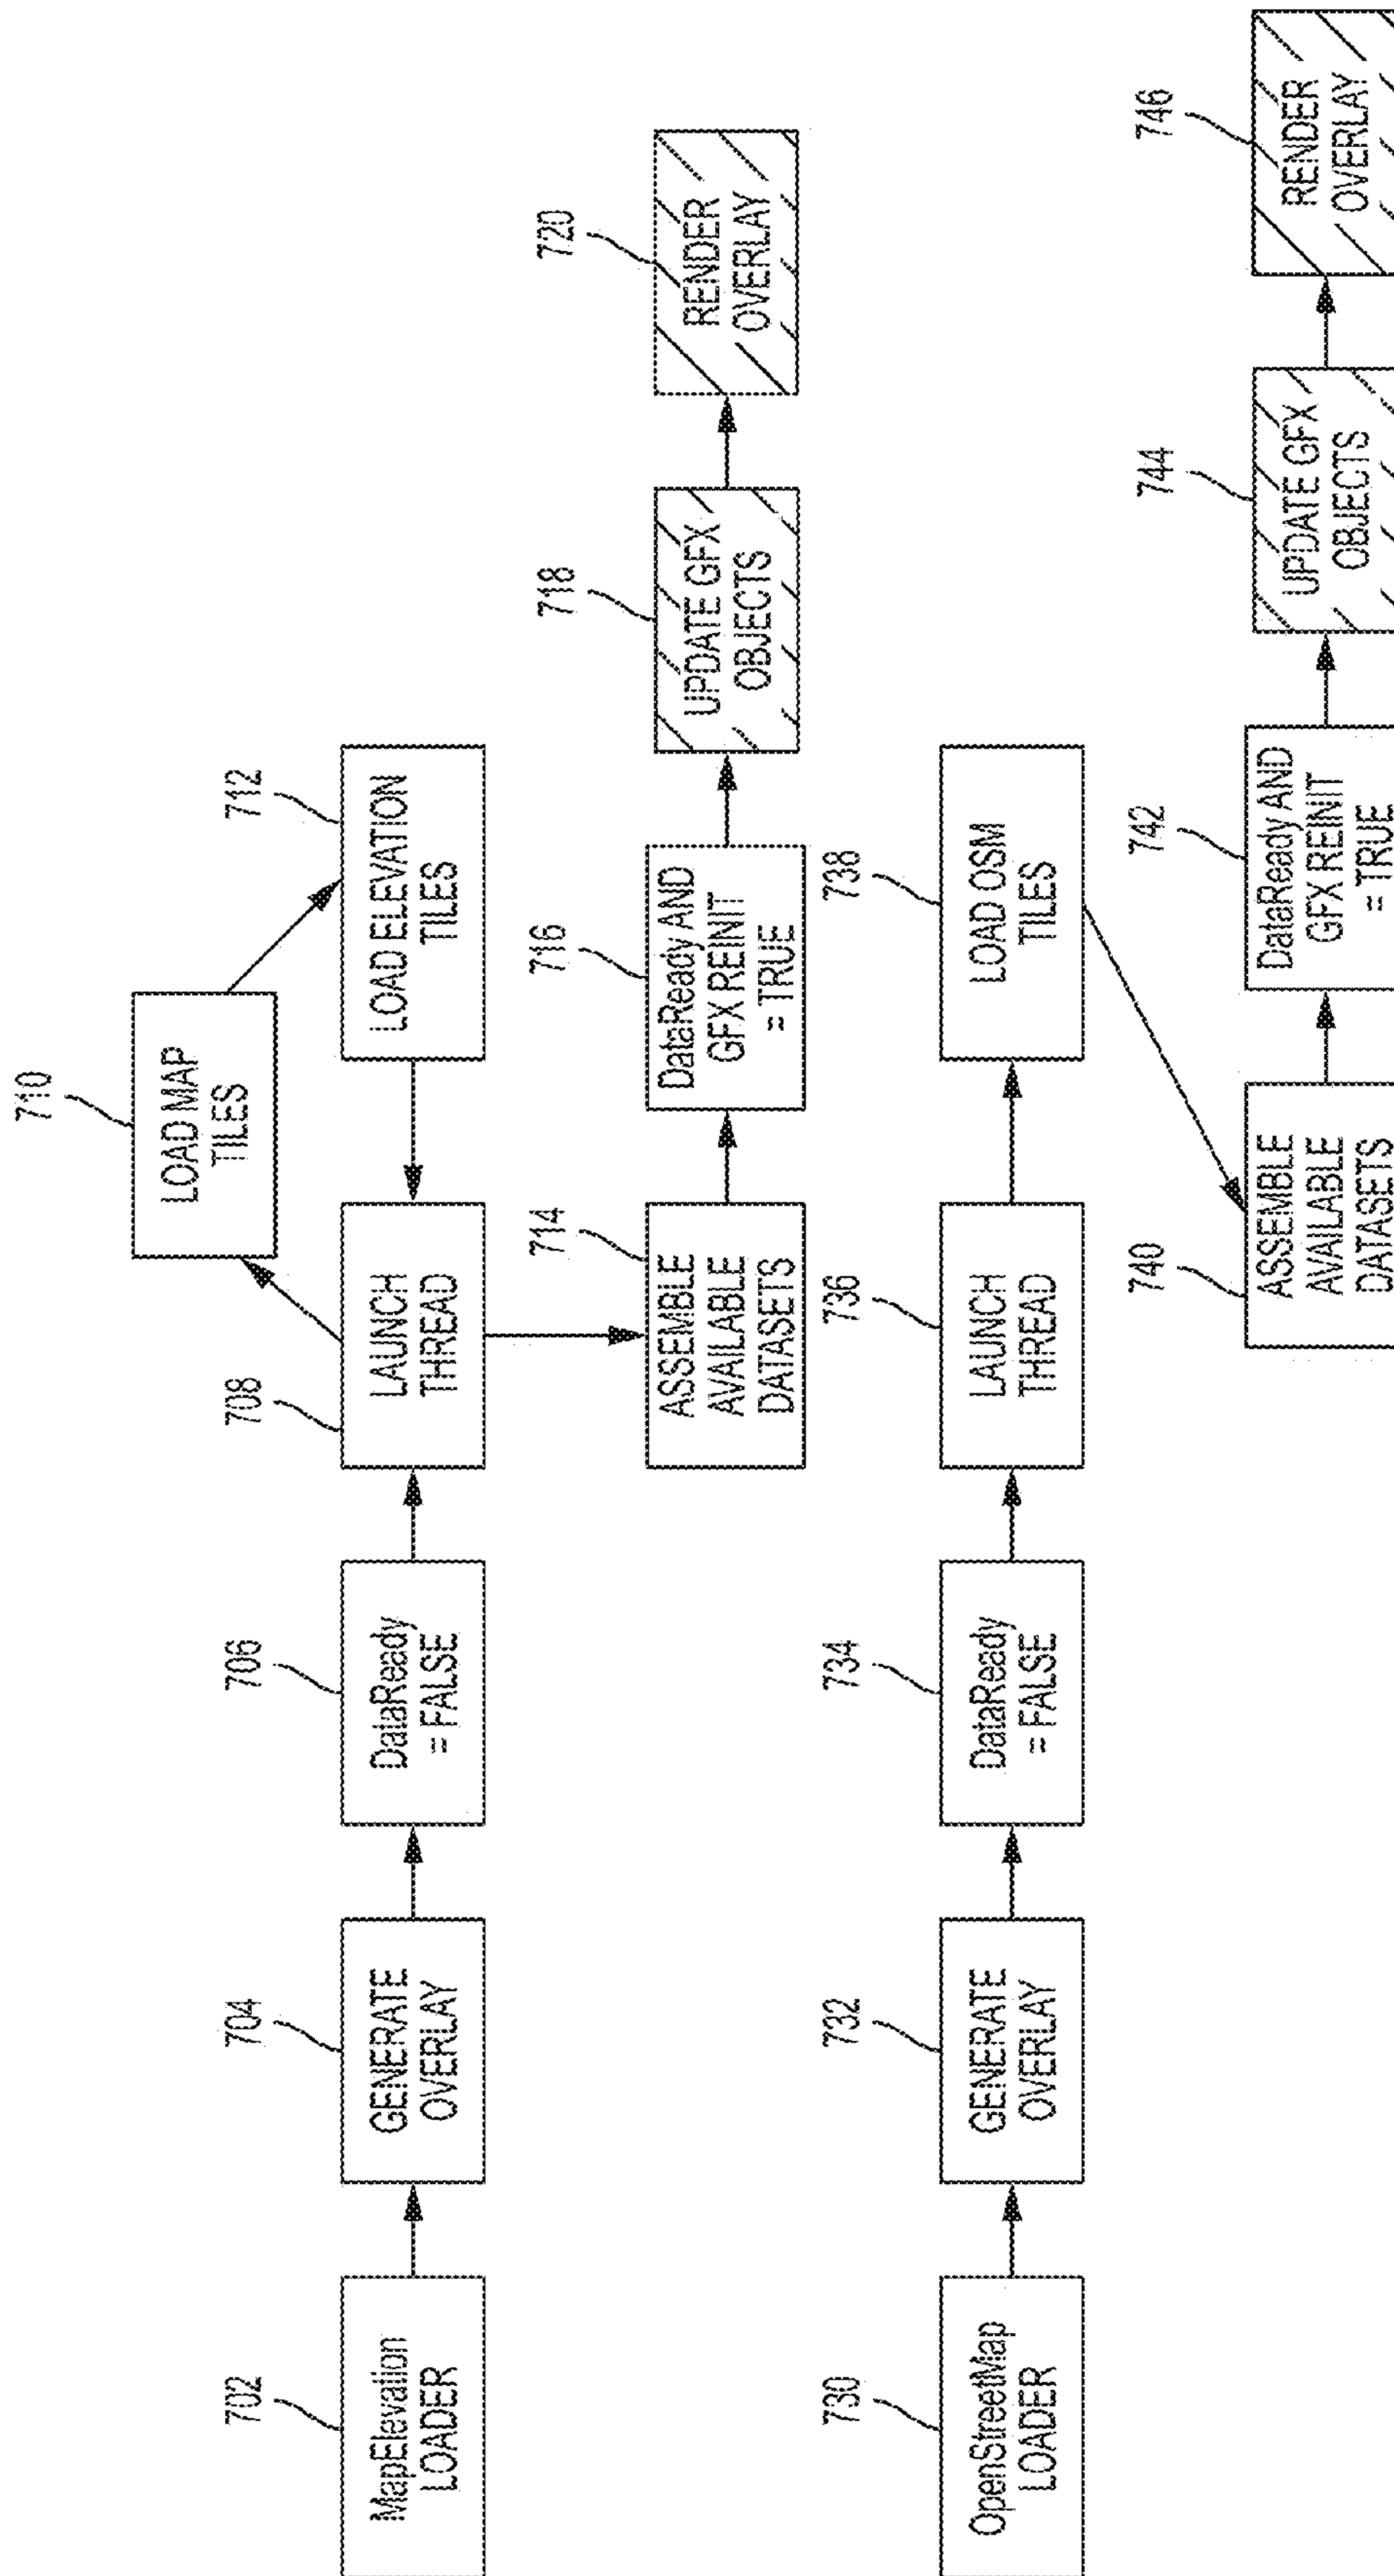 710
LOAD MAP
TILES
702
MapElevation
LOADER
704
GENERATE
OVERLAY
706
DataReady
= FALSE
708
LAUNCH
THREAD
712
LOAD ELEVATION
TILES
714
ASSEMBLE
AVAILABLE
DATASETS
716
DataReady AND
GFX REINIT
= TRUE
718
UPDATE GFX
OBJECTS
720
RENDER
OVERLAY
730
OpenStreetMap
LOADER
732
GENERATE
OVERLAY
734
DataReady
= FALSE
736
LAUNCH
THREAD
738
LOAD OSM
TILES
740
ASSEMBLE
AVAILABLE
DATASETS
742
DataReady AND
GFX REINIT
= TRUE
744
UPDATE GFX
OBJECTS
746
RENDER
OVERLAY